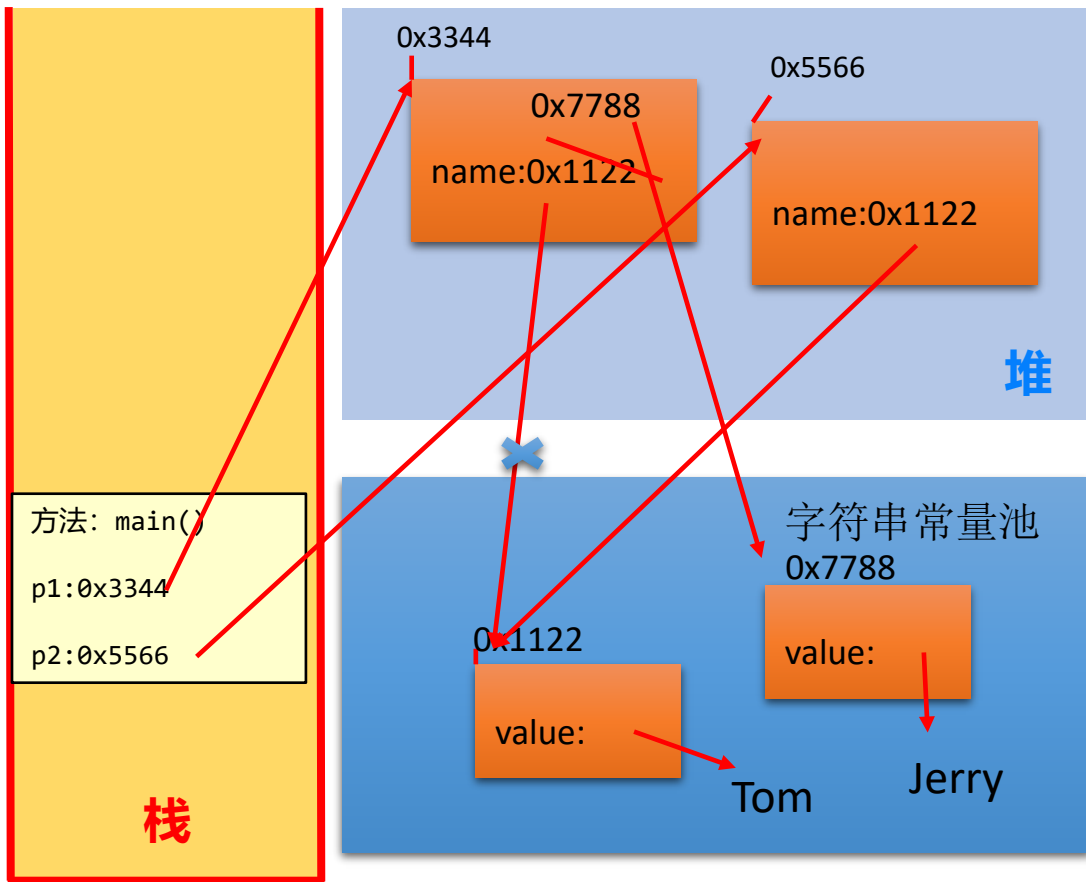 0x3344
0x5566
0x7788
name:0x1122
name:0x1122
堆
方法：main()
p1:0x3344
p2:0x5566
栈
字符串常量池
0x7788
value:
Jerry
0x1122
value:
Tom